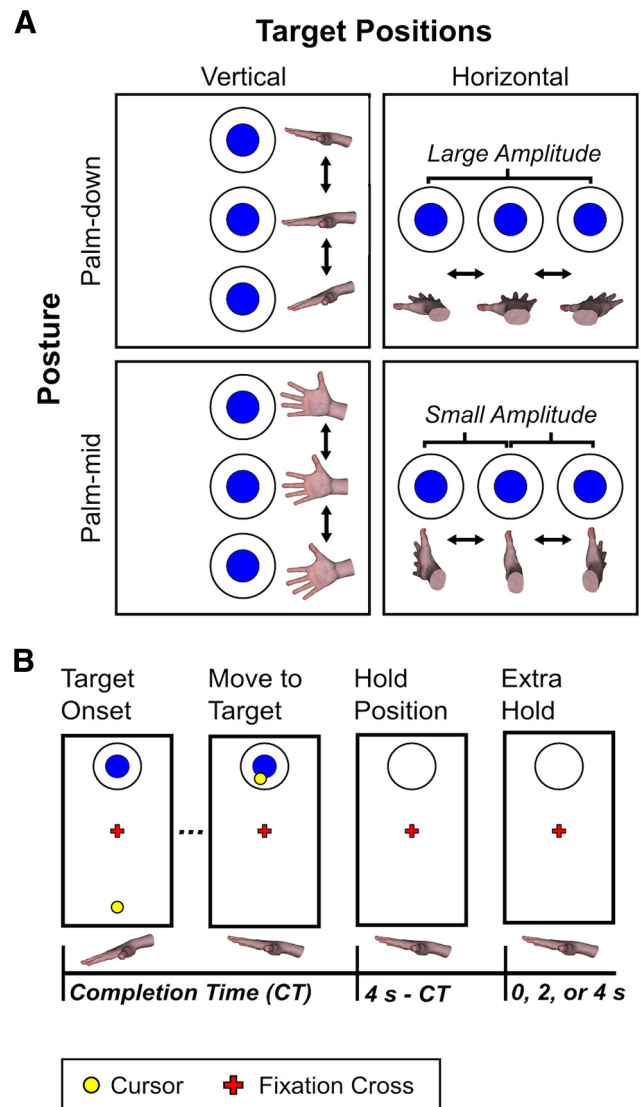 A
Target Positions
Vertical
Horizontal
Posture
Palm-down
Large Amplitude
Palm-mid
Small Amplitude
B
Target
Onset
Move to
Target
Hold
Position
Extra
Hold
...
Completion Time (CT)
4 s - CT
0, 2, or 4 s
Cursor
Fixation Cross